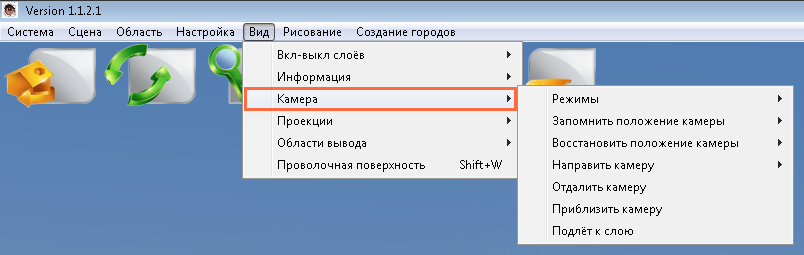 Version 1.1.2.1
Система Сцена Область Настройка Вид Рисование Создание городов
Вкл-выкл слоёв
Информация
Камера
Проекции
Области вывода
Проволочная поверхность Shift+W
Режимы
Запомнить положение камеры
Восстановить положение камеры
Направить камеру
Отдалить камеру
Приблизить камеру
Подлёт к слою